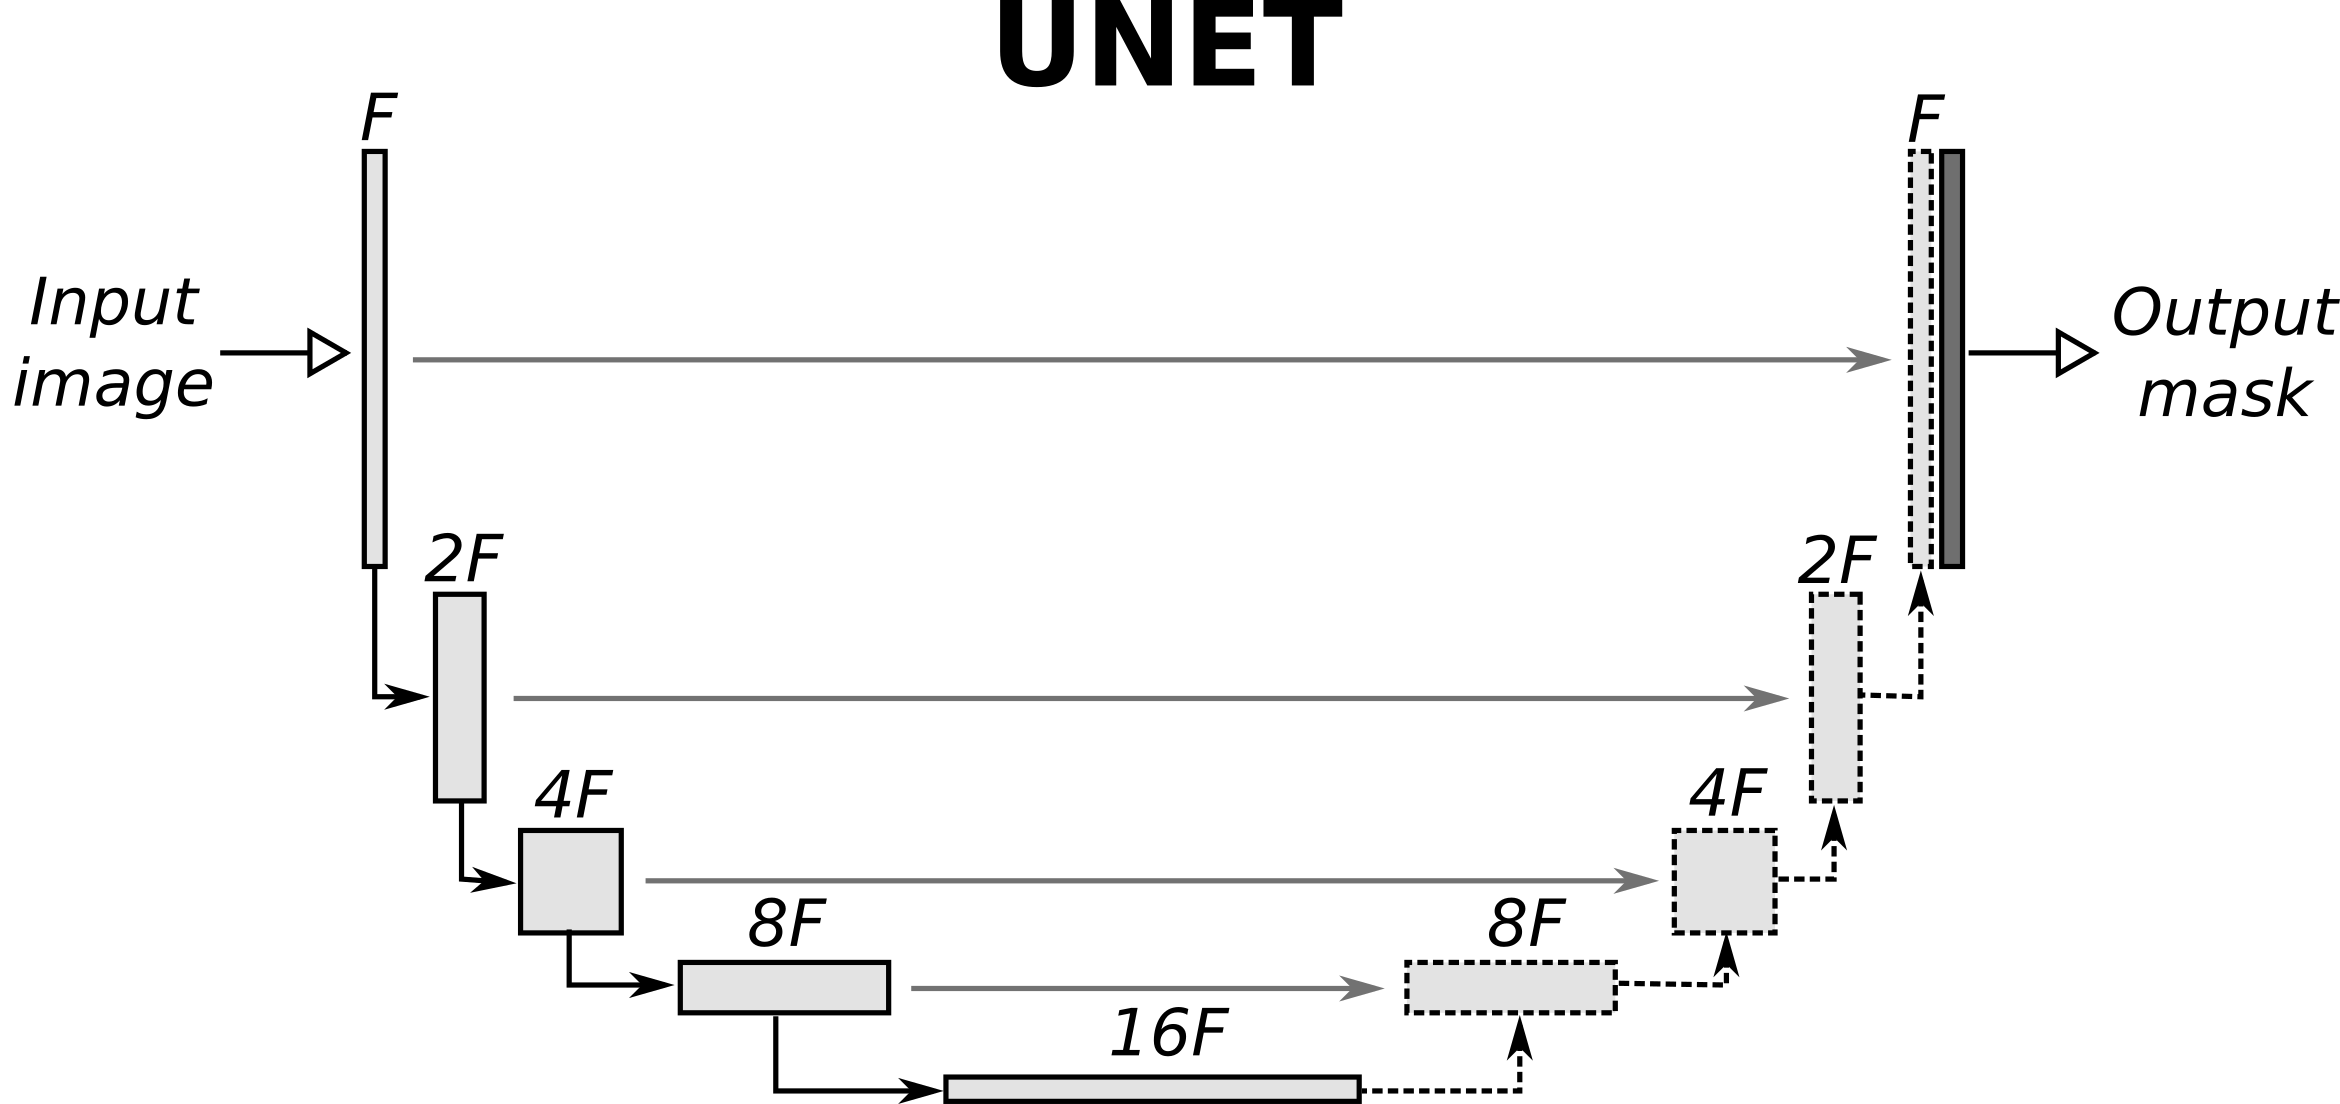 UNET
F
F
Input
image
Output
mask
2F
2F
4F
4F
8F
8F
16F